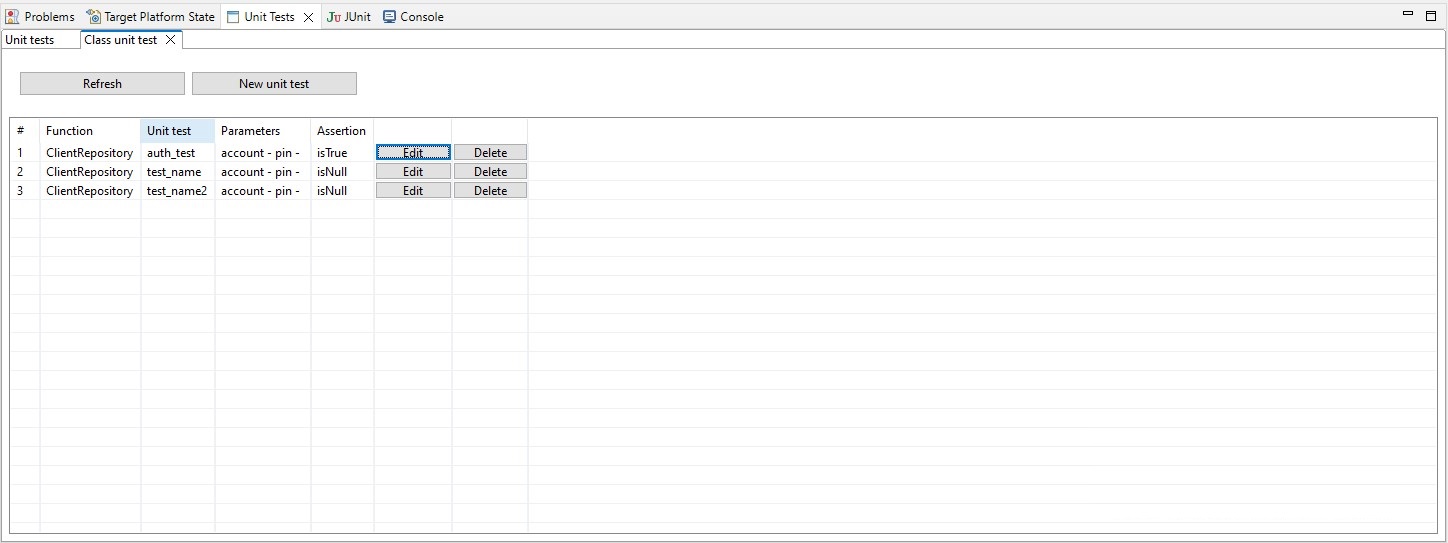 Problems Target Platform State Unit Tests JUnit Console
Unit tests Class unit test
Refresh New unit test
# Function Unit test Parameters Assertion
1 ClientRepository auth_test account - pin - isTrue Edit Delete
2 ClientRepository test_name account - pin - isNull Edit Delete
3 ClientRepository test_name2 account - pin - isNull Edit Delete